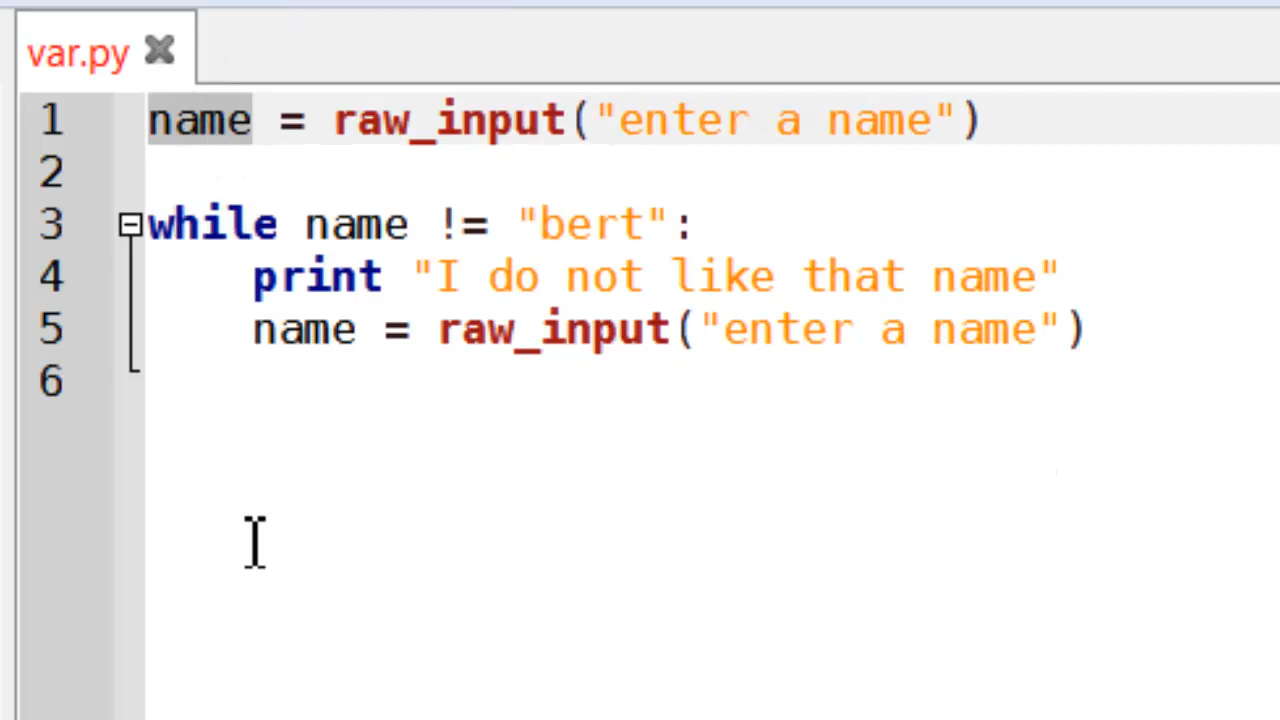 var.py
1 name = raw_input("enter a name")
2
3 while name != "bert":
4     print "I do not like that name"
5     name = raw_input("enter a name")
6